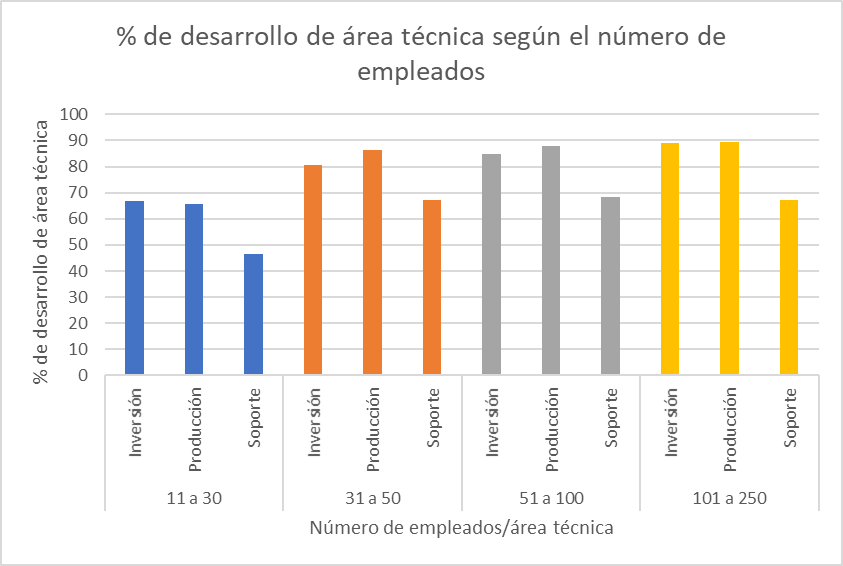 % de desarrollo de área técnica según el número de
empleados
% de desarrollo de área técnica
100
90
80
70
60
50
40
30
20
10
0
Inversión
Producción
Soporte
Inversión
Producción
Soporte
Inversión
Producción
Soporte
Inversión
Producción
Soporte
11 a 30
31 a 50
51 a 100
101 a 250
Número de empleados/área técnica